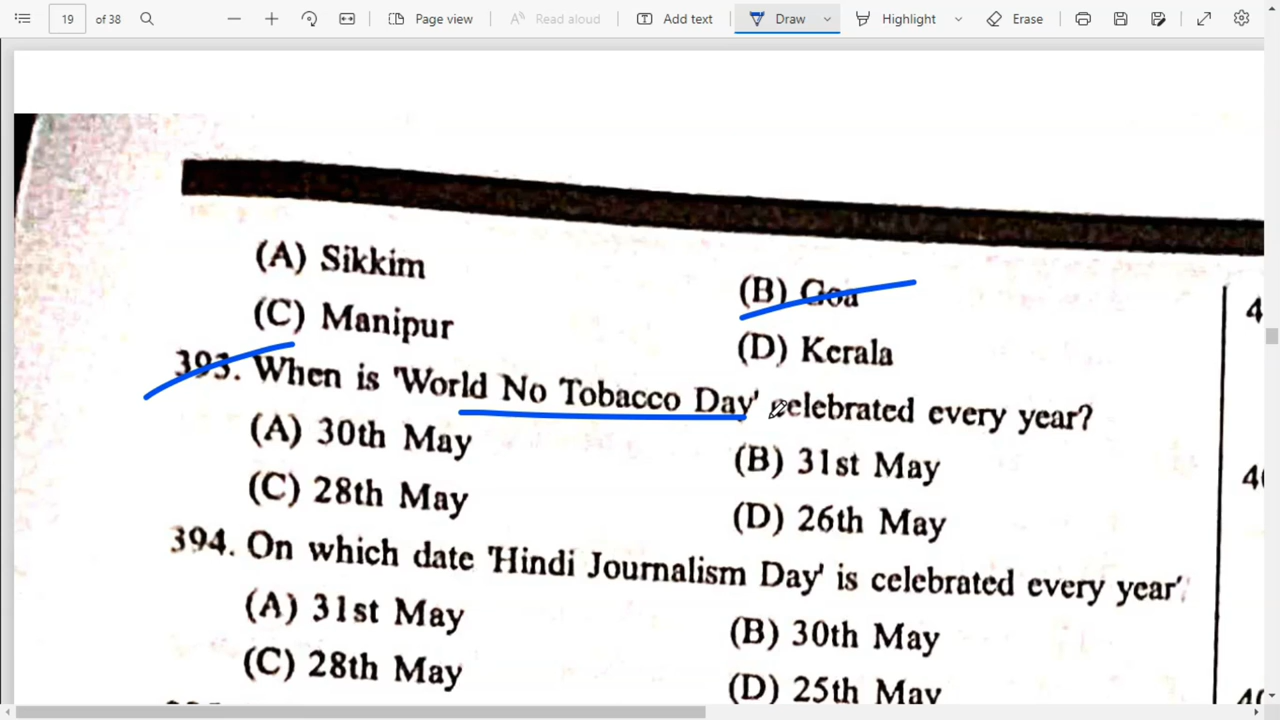 19 of 38 Page view Read aloud Add text Draw Highlight Erase
(A) Sikkim (B) Goa
(C) Manipur (D) Kerala
393. When is 'World No Tobacco Day' celebrated every year?
(A) 30th May (B) 31st May
(C) 28th May (D) 26th May
394. On which date 'Hindi Journalism Day' is celebrated every year'
(A) 31st May (B) 30th May
(C) 28th May (D) 25th May